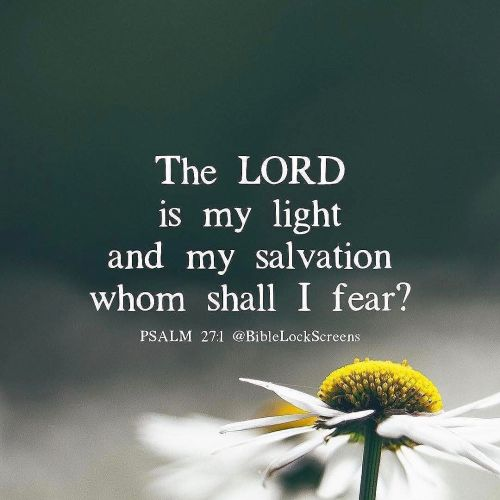 The LORD
is my light
and my salvation
whom shall I fear?
PSALM 27:1 @BibleLockScreens